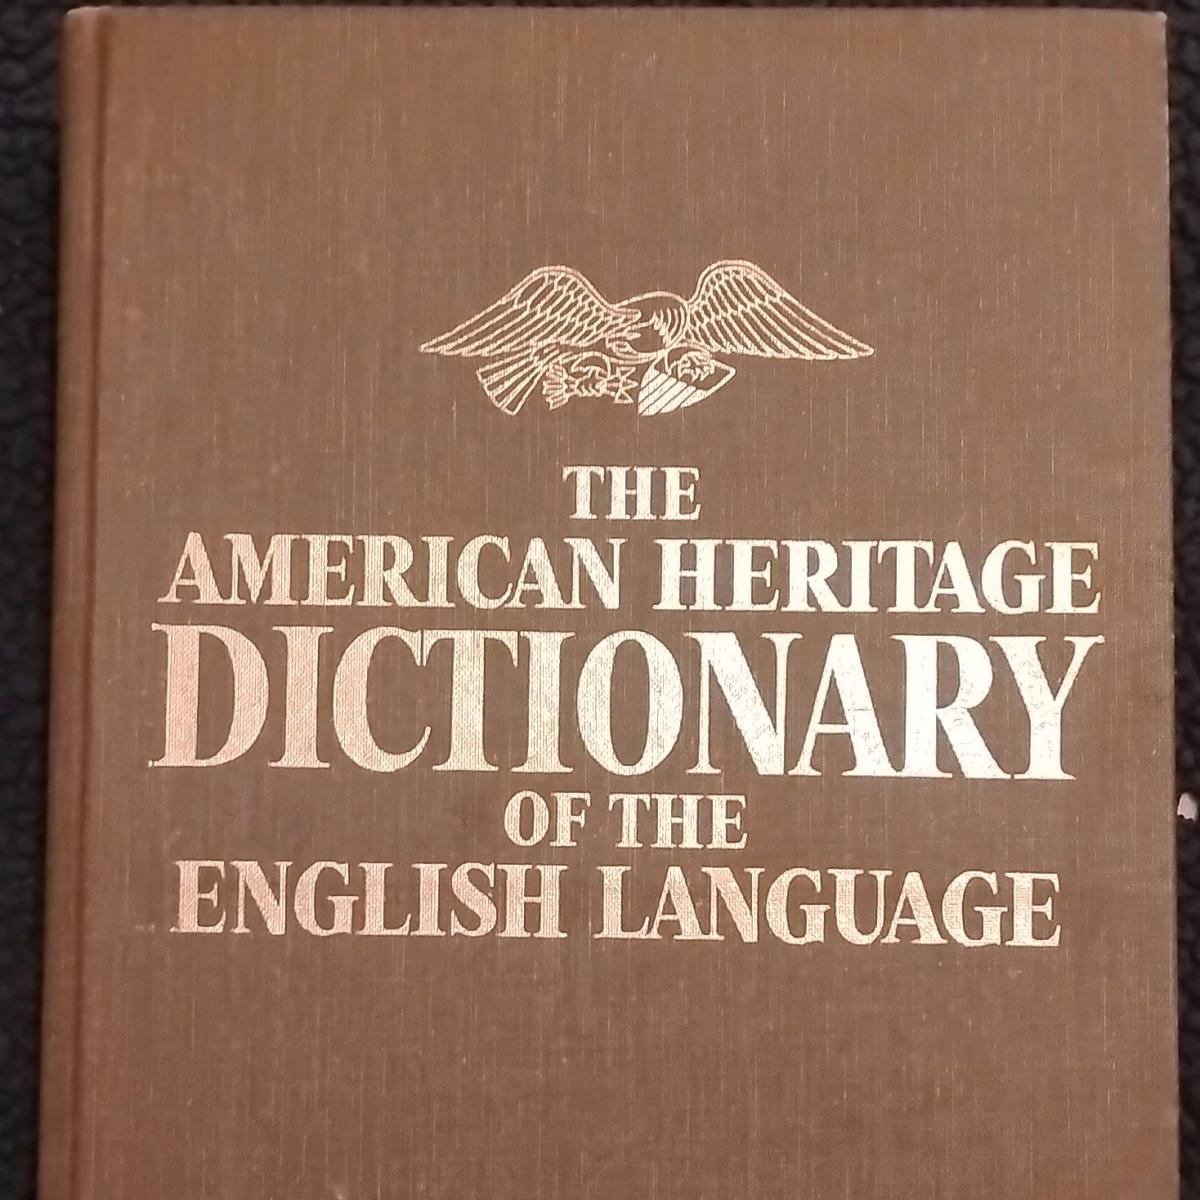 THE
AMERICAN HERITAGE
DICTIONARY
OF THE
ENGLISH LANGUAGE